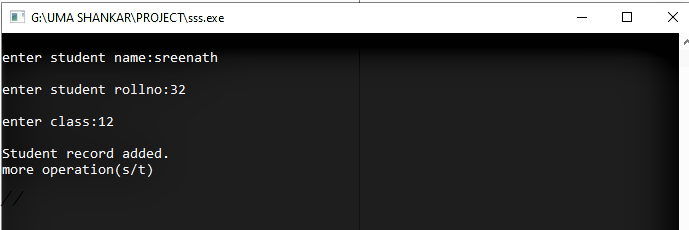 G:\UMA SHANKAR\PROJECT\sss.exe
enter student name:sreenath
enter student rollno:32
enter class:12
Student record added.
more operation(s/t)
//